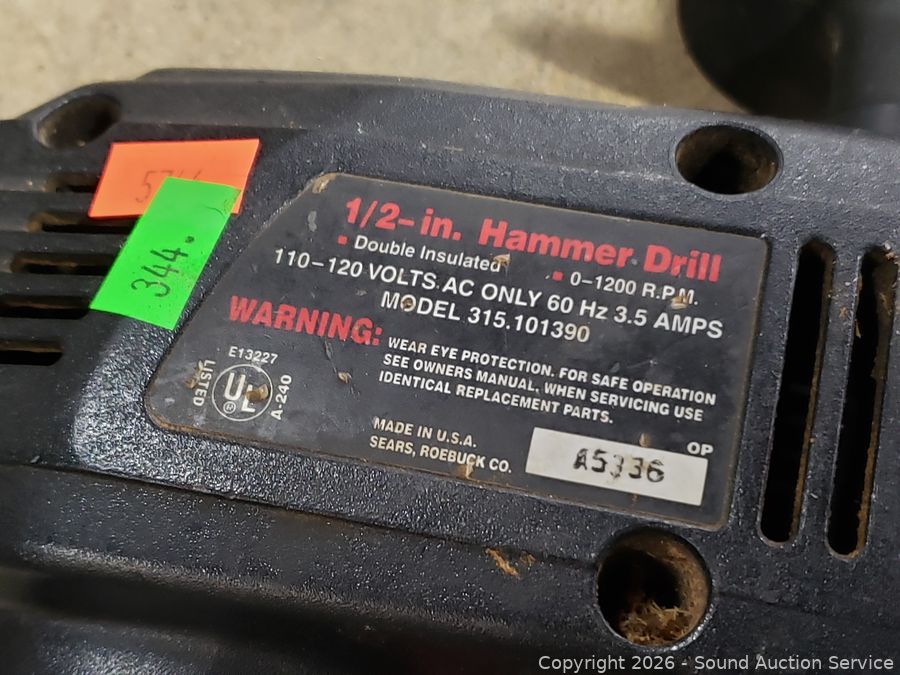 344.
1/2-in. Hammer Drill
• Double Insulated • 0-1200 R.P.M.
110-120 VOLTS AC ONLY 60 Hz 3.5 AMPS
MODEL 315.101390
WARNING: WEAR EYE PROTECTION. FOR SAFE OPERATION
SEE OWNERS MANUAL. WHEN SERVICING USE
IDENTICAL REPLACEMENT PARTS.
E13227
LISTED UL A-240
MADE IN U.S.A.
SEARS, ROEBUCK CO.
OP
A5336
Copyright 2026 - Sound Auction Service